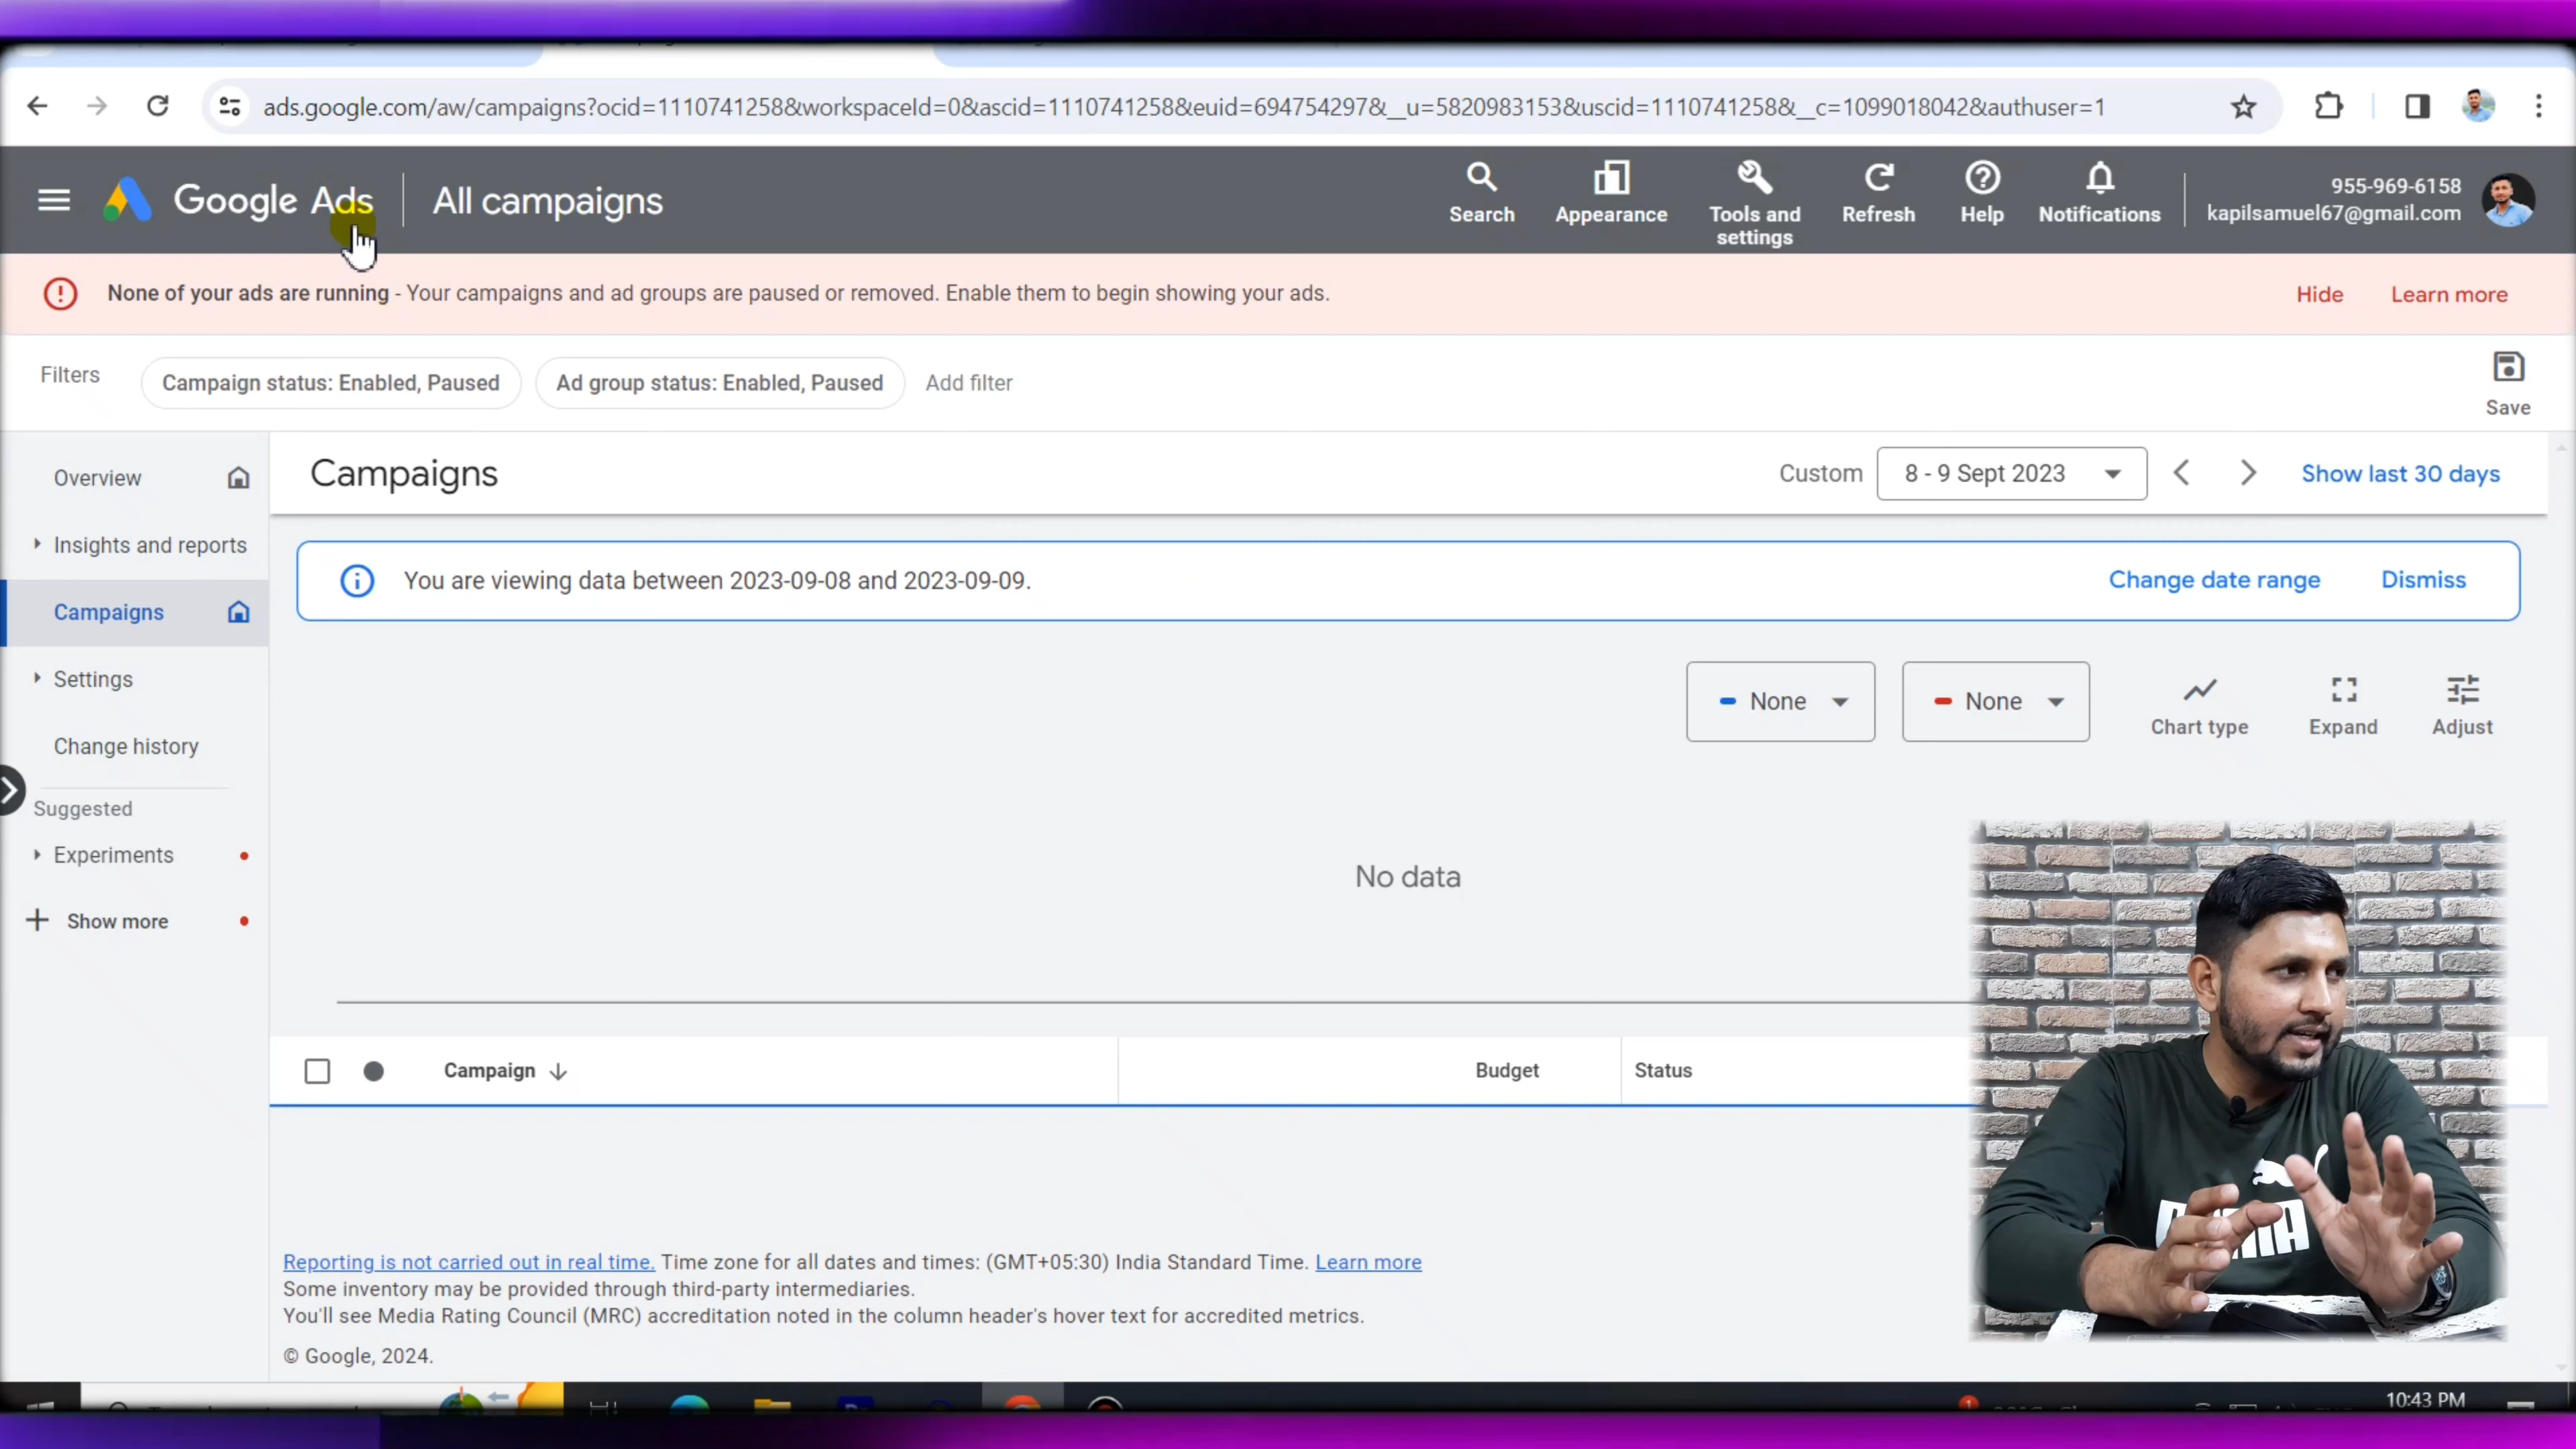 ads.google.com/aw/campaigns?ocid=1110741258&workspaceId=0&ascid=1110741258&euid=694754297&__u=5820983153&uscid=1110741258&__c=1099018042&authuser=1
Google Ads
All campaigns
Search
Appearance
Tools and
settings
Refresh
Help
Notifications
955-969-6158
kapilsamuel67@gmail.com
None of your ads are running - Your campaigns and ad groups are paused or removed. Enable them to begin showing your ads.
Hide
Learn more
Filters
Campaign status: Enabled, Paused
Ad group status: Enabled, Paused
Add filter
Save
Overview
Insights and reports
Campaigns
Settings
Change history
Suggested
Experiments
Show more
Campaigns
Custom
8 - 9 Sept 2023
Show last 30 days
You are viewing data between 2023-09-08 and 2023-09-09.
Change date range
Dismiss
None
None
Chart type
Expand
Adjust
No data
Campaign
Budget
Status
Reporting is not carried out in real time. Time zone for all dates and times: (GMT+05:30) India Standard Time. Learn more
Some inventory may be provided through third-party intermediaries.
You'll see Media Rating Council (MRC) accreditation noted in the column header's hover text for accredited metrics.
© Google, 2024.
10:43 PM